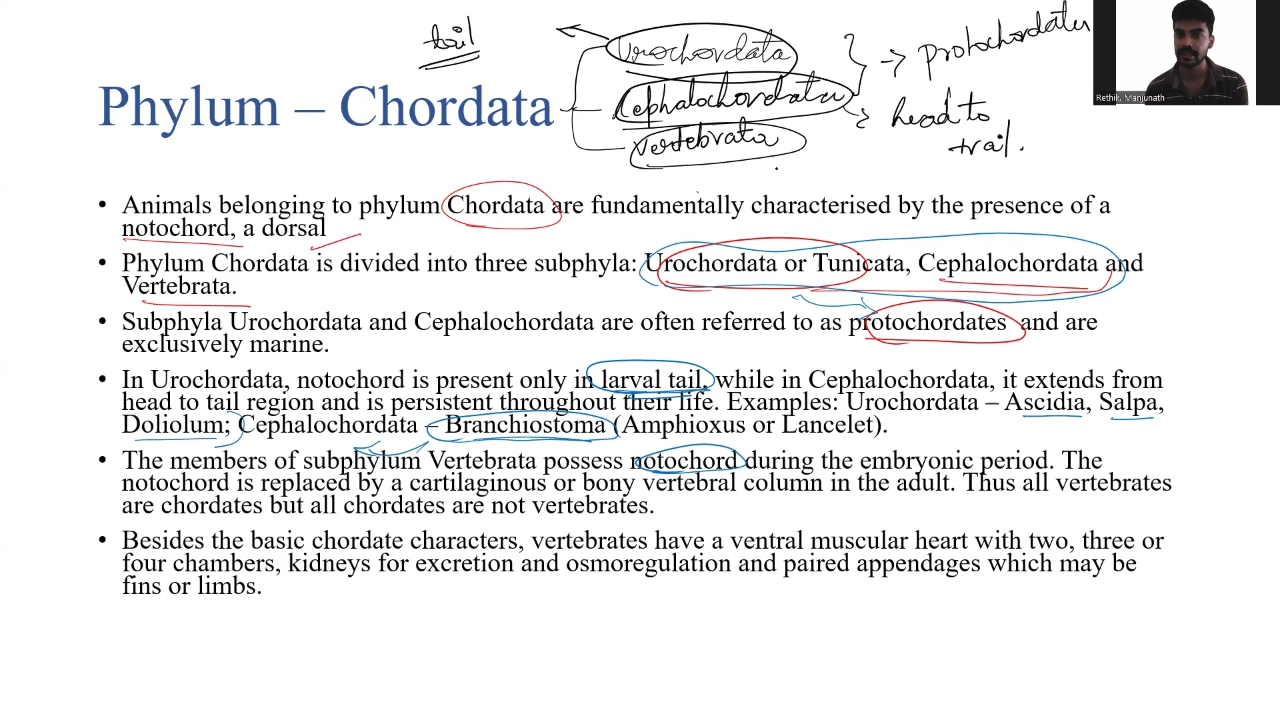 tail
Urochordata
Cephalochordata
Vertebrata
→ protochordates
head to
trail.
Rethik. Manjunath
Phylum – Chordata
• Animals belonging to phylum Chordata are fundamentally characterised by the presence of a
notochord, a dorsal
• Phylum Chordata is divided into three subphyla: Urochordata or Tunicata, Cephalochordata and
Vertebrata.
• Subphyla Urochordata and Cephalochordata are often referred to as protochordates and are
exclusively marine.
• In Urochordata, notochord is present only in larval tail, while in Cephalochordata, it extends from
head to tail region and is persistent throughout their life. Examples: Urochordata – Ascidia, Salpa,
Doliolum; Cephalochordata – Branchiostoma (Amphioxus or Lancelet).
• The members of subphylum Vertebrata possess notochord during the embryonic period. The
notochord is replaced by a cartilaginous or bony vertebral column in the adult. Thus all vertebrates
are chordates but all chordates are not vertebrates.
• Besides the basic chordate characters, vertebrates have a ventral muscular heart with two, three or
four chambers, kidneys for excretion and osmoregulation and paired appendages which may be
fins or limbs.